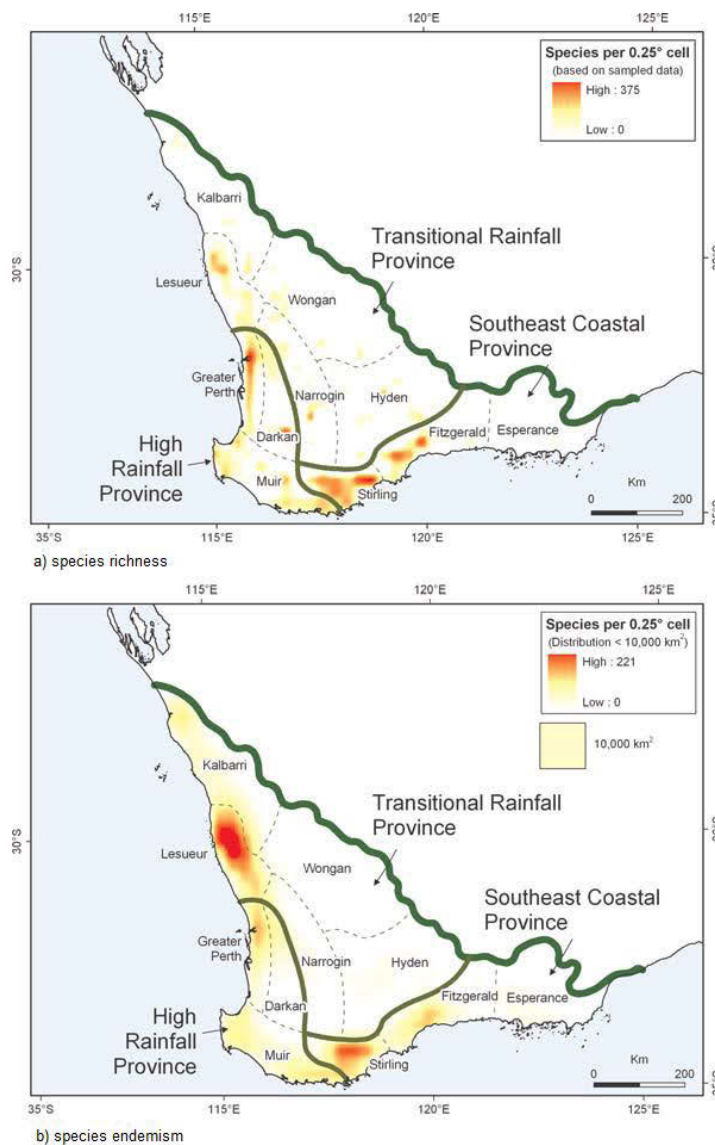 115°E
125°E
Species per 0.25° cell
(based on sampled data)
High : 375
Low : 0
Kalbarri
30°S
Lesueur
Transitional Rainfall
Province
Wongan
Southeast Coastal
Province
Greater
Perth
Narrogin
Hyden
Darkan
Fitzgerald
Esperance
High
Rainfall
Province
Muir
Stirling
Km
0
200
35°S
115°E
120°E
125°E
a) species richness
115°E
120°E
125°E
Species per 0.25° cell
(Distribution < 10,000 km²)
High : 221
Low : 0
10,000 km²
Kalbarri
30°S
Lesueur
Transitional Rainfall
Province
Wongan
Southeast Coastal
Province
Greater
Perth
Narrogin
Hyden
Darkan
Fitzgerald
Esperance
High
Rainfall
Province
Muir
Stirling
Km
0
200
35°S
115°E
120°E
125°E
b) species endemism